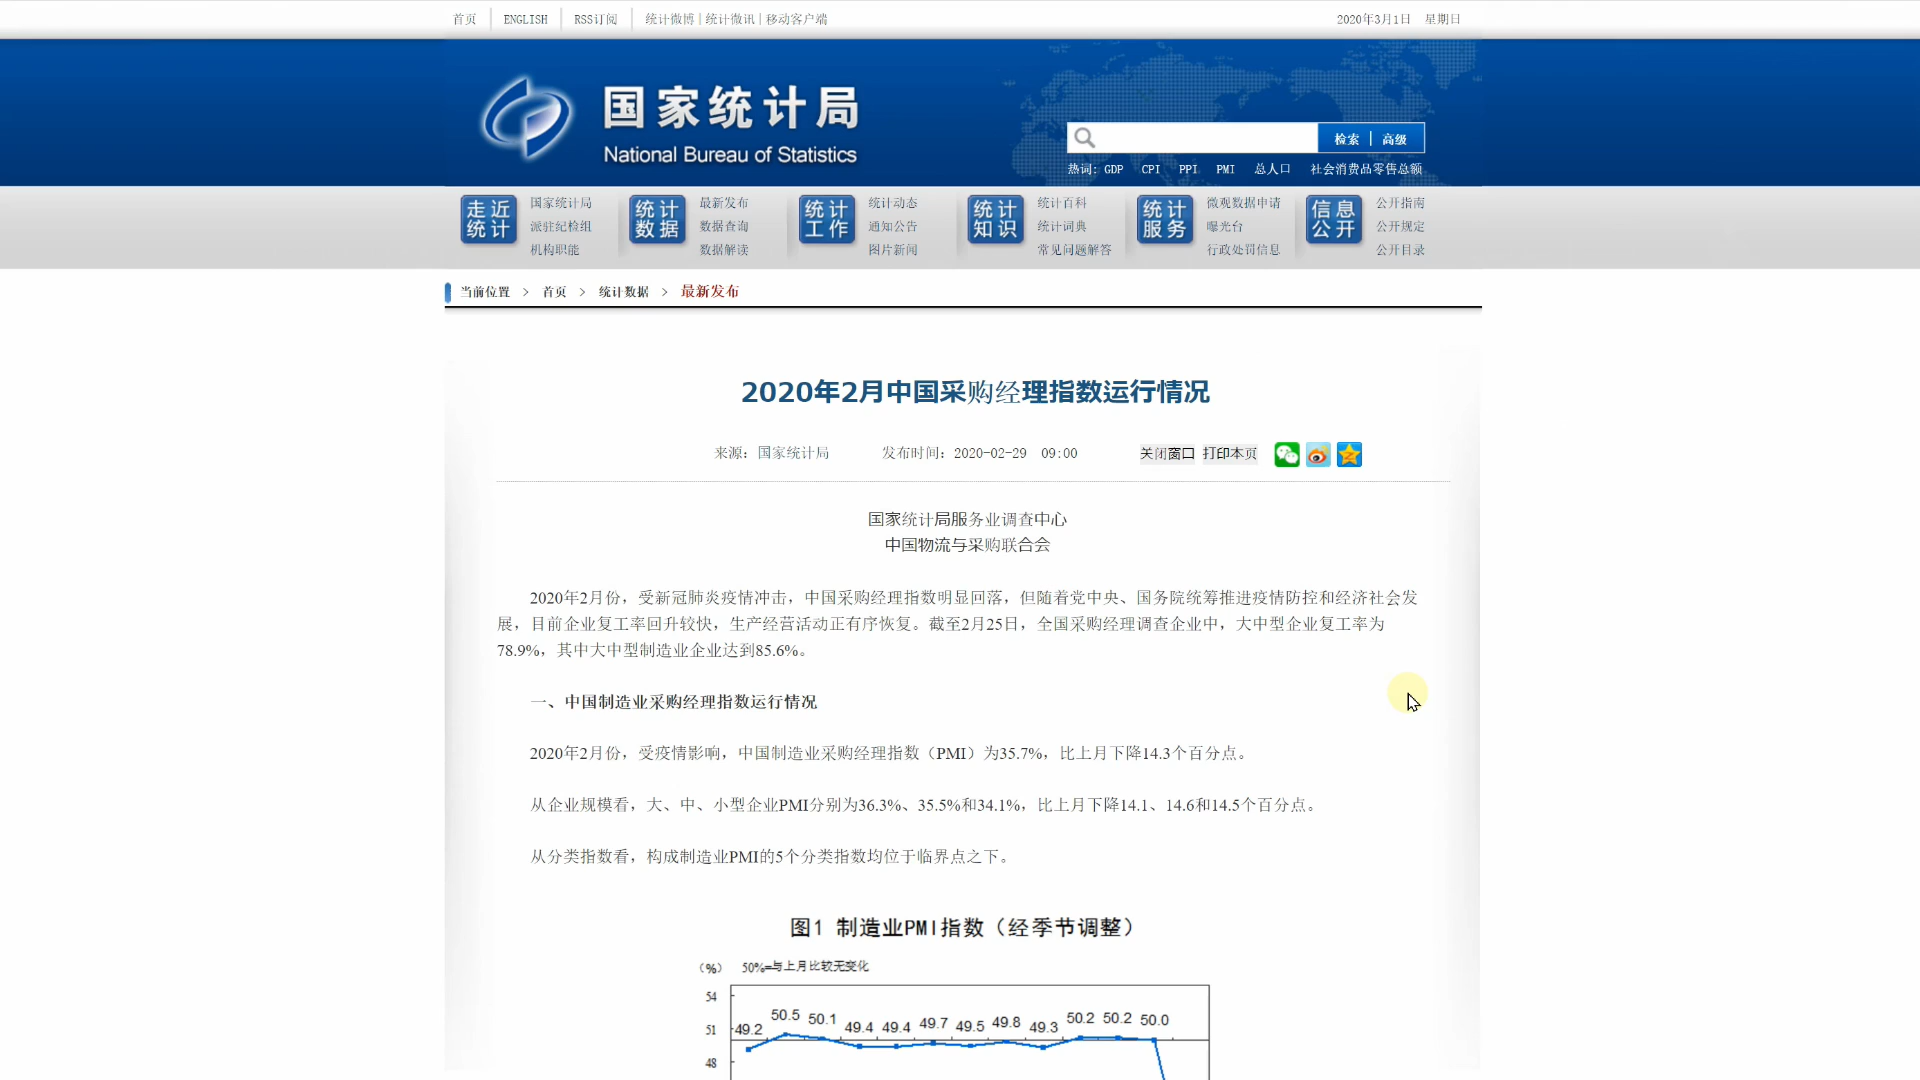 首页 ENGLISH RSS订阅 统计微博 | 统计微讯 | 移动客户端 2020年3月1日 星期日
国家统计局
National Bureau of Statistics
检索 | 高级
热词: GDP CPI PPI PMI 总人口 社会消费品零售总额
走近统计 国家统计局 派驻纪检组 机构职能
统计数据 最新发布 数据查询 数据解读
统计工作 统计动态 通知公告 图片新闻
统计知识 统计百科 统计词典 常见问题解答
统计服务 微观数据申请 曝光台 行政处罚信息
信息公开 公开指南 公开规定 公开目录
当前位置 > 首页 > 统计数据 > 最新发布
2020年2月中国采购经理指数运行情况
来源：国家统计局 发布时间：2020-02-29 09:00 关闭窗口 打印本页
国家统计局服务业调查中心
中国物流与采购联合会
2020年2月份，受新冠肺炎疫情冲击，中国采购经理指数明显回落，但随着党中央、国务院统筹推进疫情防控和经济社会发
展，目前企业复工率回升较快，生产经营活动正有序恢复。截至2月25日，全国采购经理调查企业中，大中型企业复工率为
78.9%，其中大中型制造业企业达到85.6%。
一、中国制造业采购经理指数运行情况
2020年2月份，受疫情影响，中国制造业采购经理指数（PMI）为35.7%，比上月下降14.3个百分点。
从企业规模看，大、中、小型企业PMI分别为36.3%、35.5%和34.1%，比上月下降14.1、14.6和14.5个百分点。
从分类指数看，构成制造业PMI的5个分类指数均位于临界点之下。
图1 制造业PMI指数（经季节调整）
（%） 50%=与上月比较无变化
54
51
48
49.2 50.5 50.1 49.4 49.4 49.7 49.5 49.8 49.3 50.2 50.2 50.0